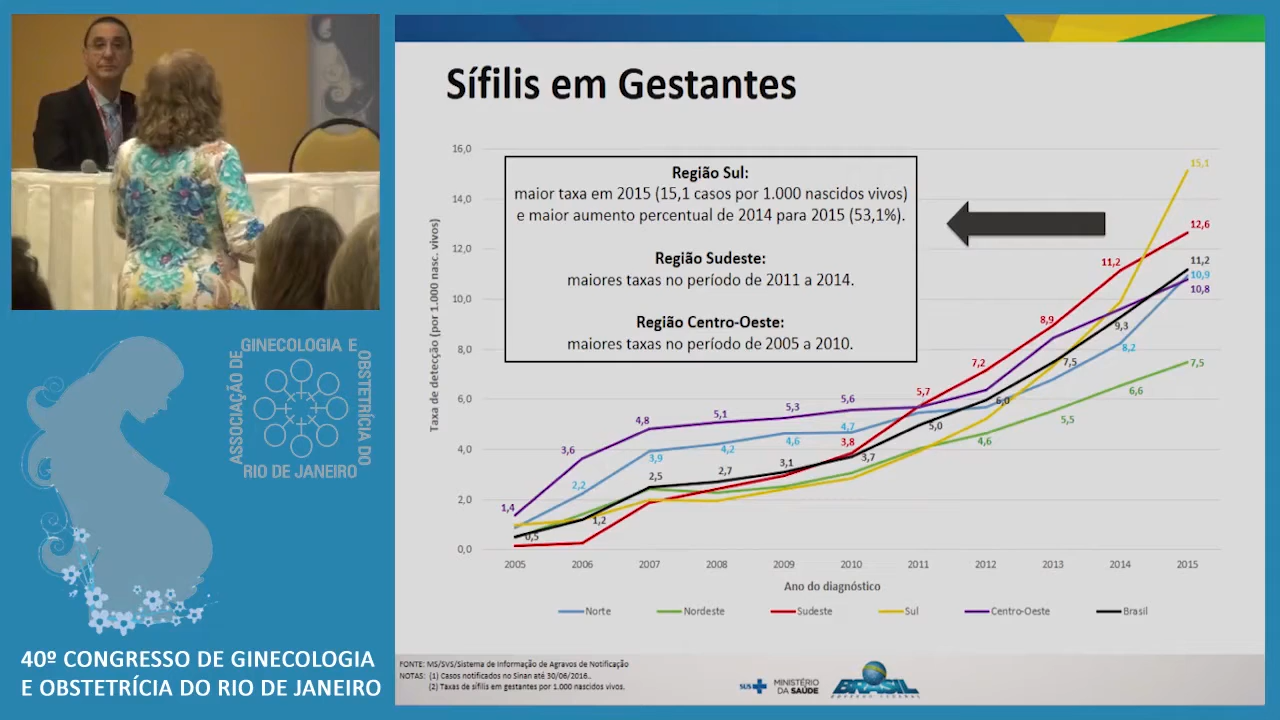 Sífilis em Gestantes
16,0
14,0
12,0
10,0
8,0
6,0
4,0
2,0
0,0
Taxa de detecção (por 1.000 nasc. vivos)
Região Sul:
maior taxa em 2015 (15,1 casos por 1.000 nascidos vivos)
e maior aumento percentual de 2014 para 2015 (53,1%).
Região Sudeste:
maiores taxas no período de 2011 a 2014.
Região Centro-Oeste:
maiores taxas no período de 2005 a 2010.
15,1
12,6
11,2
11,2
10,9
10,8
8,9
9,3
8,2
7,5
7,5
7,2
6,6
6,0
5,7
5,5
5,0
4,6
1,4
3,6
4,8
5,1
5,3
5,6
2,2
3,9
4,2
4,6
4,7
3,8
3,7
0,5
1,2
2,5
2,7
3,1
2005 2006 2007 2008 2009 2010 2011 2012 2013 2014 2015
Ano do diagnóstico
Norte Nordeste Sudeste Sul Centro-Oeste Brasil
FONTE: MS/SVS/Sistema de Informação de Agravos de Notificação
NOTAS: (1) Casos notificados no Sinan até 30/06/2016.
(2) Taxas de sífilis em gestantes por 1.000 nascidos vivos.
SUS
MINISTÉRIO
DA SAÚDE
BRASIL
GOVERNO FEDERAL
ASSOCIAÇÃO DE
GINECOLOGIA E
OBSTETRÍCIA DO
RIO DE JANEIRO
40º CONGRESSO DE GINECOLOGIA
E OBSTETRÍCIA DO RIO DE JANEIRO